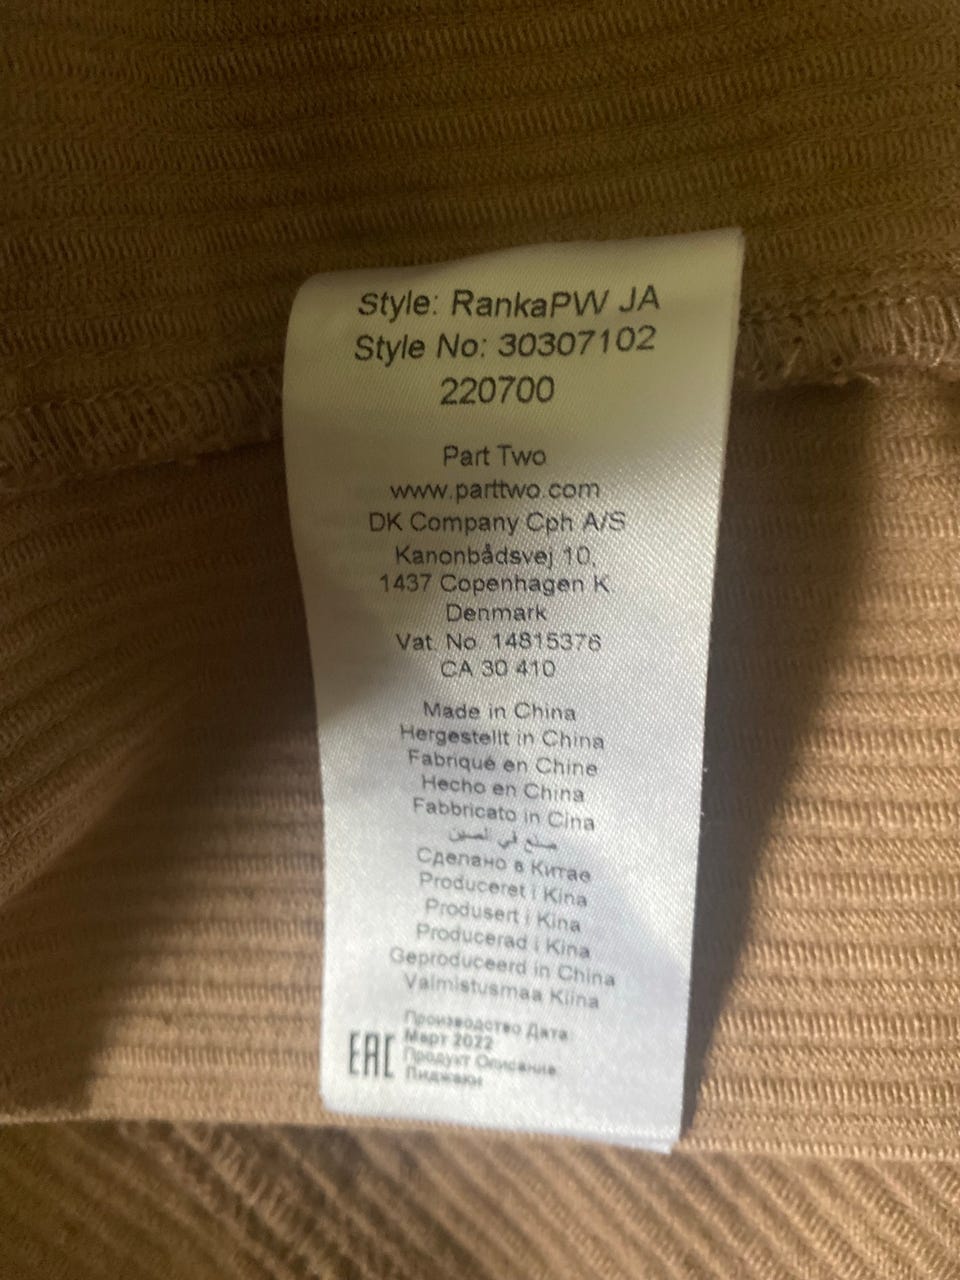 Style: RankaPW JA
Style No: 30307102
220700
Part Two
www.parttwo.com
DK Company Cph A/S
Kanonbådsvej 10,
1437 Copenhagen K
Denmark
Vat. No. 14815376
CA 30 410
Made in China
Hergestellt in China
Fabriqué en Chine
Hecho en China
Fabbricato in Cina
صنع في الصين
Сделано в Китае
Produceret i Kina
Produsert i Kina
Producerad i Kina
Geproduceerd in China
Valmistusmaa Kiina
EAC
Производство Дата
Март 2022
Продукт Описание
Пиджаки